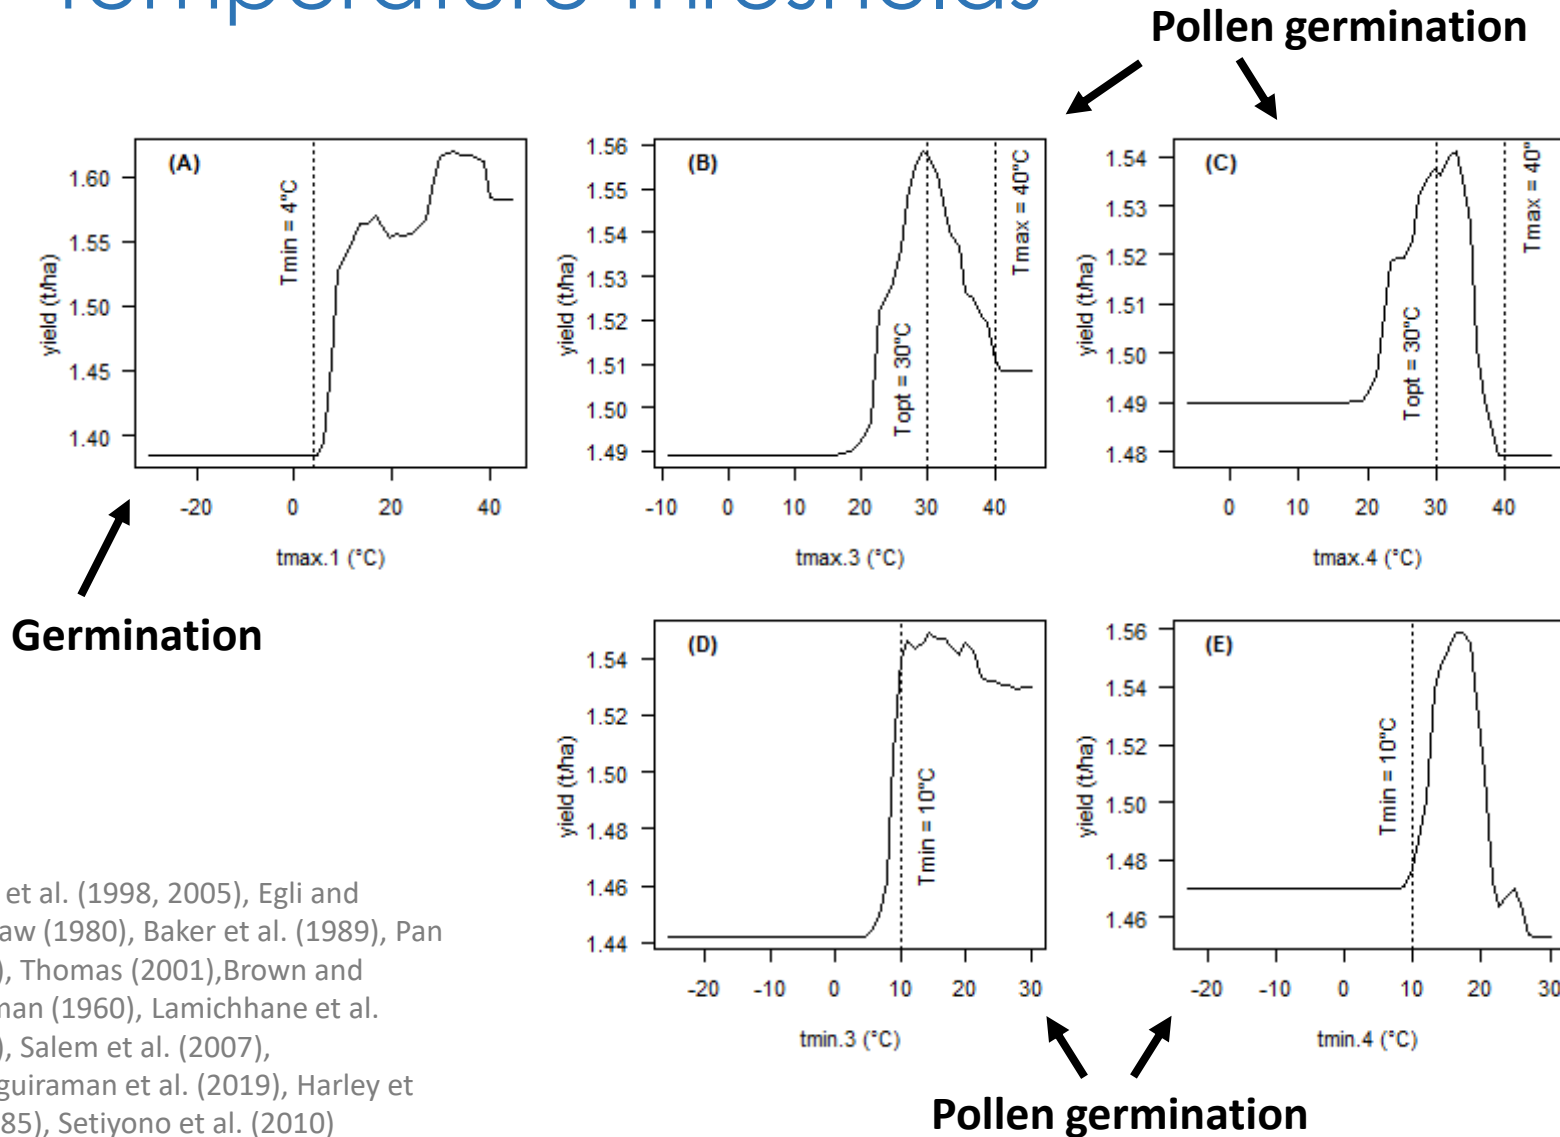 Temperature thresholds
Pollen germination
(A)
Tmin = 4°C
1.60
1.55
1.50
1.45
1.40
yield (t/ha)
-20 0 20 40
tmax.1 (°C)
(B)
Topt = 30°C
Tmax = 40°C
1.56
1.55
1.54
1.53
1.52
1.51
1.50
1.49
yield (t/ha)
-10 0 10 20 30 40
tmax.3 (°C)
(C)
Topt = 30°C
Tmax = 40°
1.54
1.53
1.52
1.51
1.50
1.49
1.48
yield (t/ha)
0 10 20 30 40
tmax.4 (°C)
Germination
(D)
Tmin = 10°C
1.54
1.52
1.50
1.48
1.46
1.44
yield (t/ha)
-20 -10 0 10 20 30
tmin.3 (°C)
(E)
Tmin = 10°C
1.56
1.54
1.52
1.50
1.48
1.46
yield (t/ha)
-20 -10 0 10 20 30
tmin.4 (°C)
Pollen germination
et al. (1998, 2005), Egli and
aw (1980), Baker et al. (1989), Pan
), Thomas (2001),Brown and
man (1960), Lamichhane et al.
), Salem et al. (2007),
guiraman et al. (2019), Harley et
85), Setiyono et al. (2010)